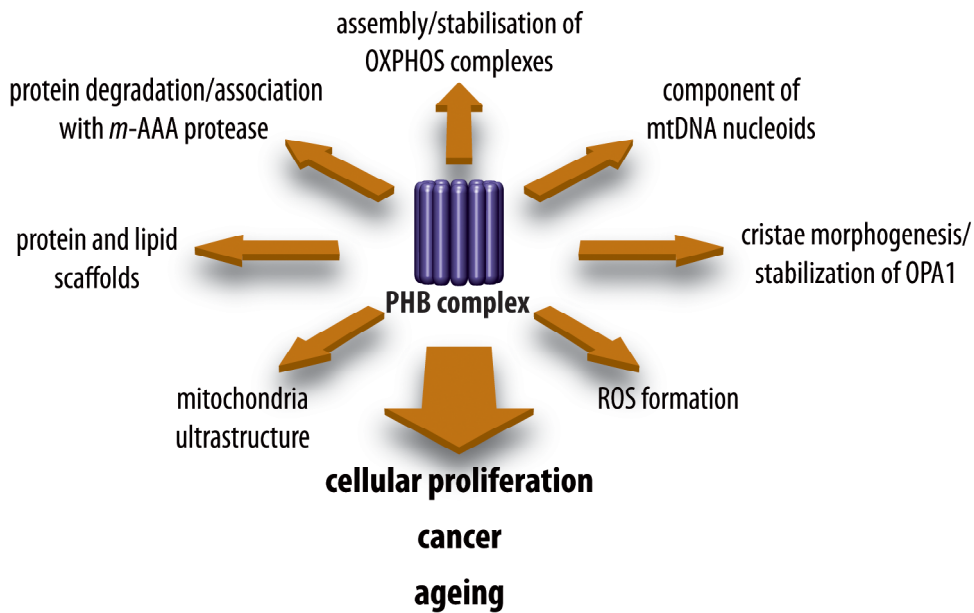 assembly/stabilisation of
OXPHOS complexes
protein degradation/association
with m-AAA protease
component of
mtDNA nucleoids
protein and lipid
scaffolds
cristae morphogenesis/
stabilization of OPA1
PHB complex
mitochondria
ultrastructure
ROS formation
cellular proliferation
cancer
ageing